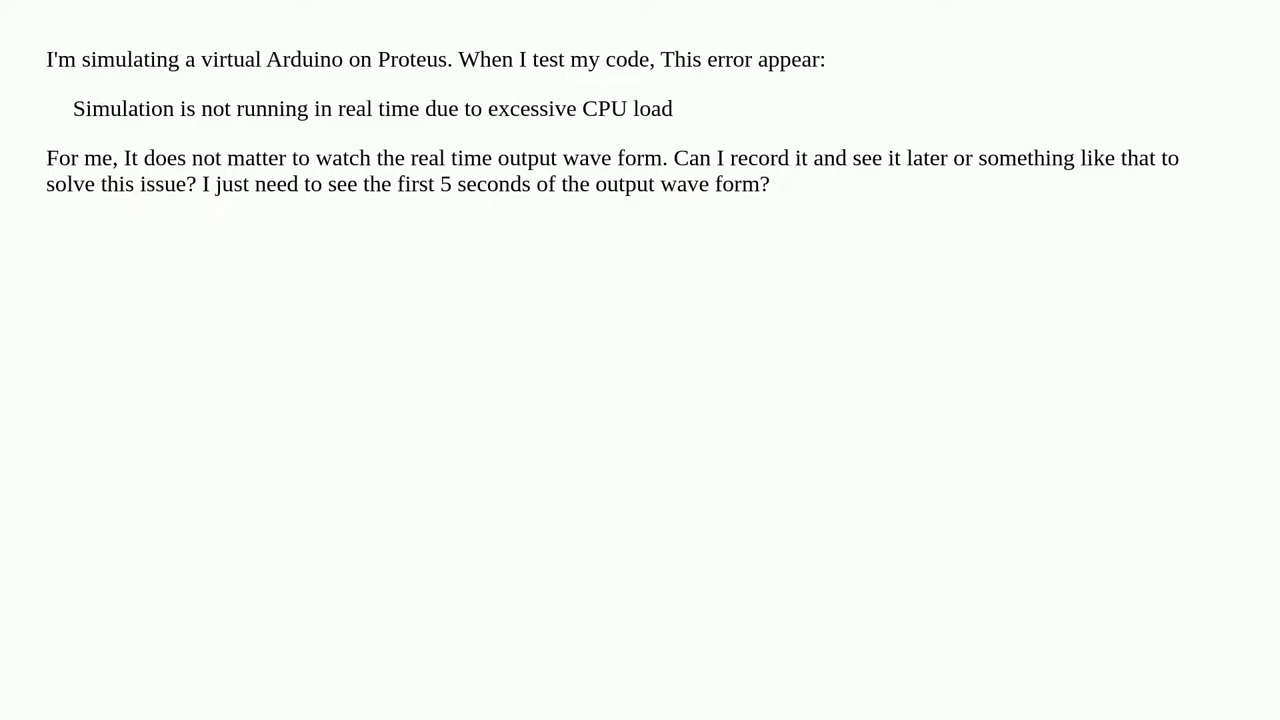 I'm simulating a virtual Arduino on Proteus. When I test my code, This error appear:
Simulation is not running in real time due to excessive CPU load
For me, It does not matter to watch the real time output wave form. Can I record it and see it later or something like that to
solve this issue? I just need to see the first 5 seconds of the output wave form?